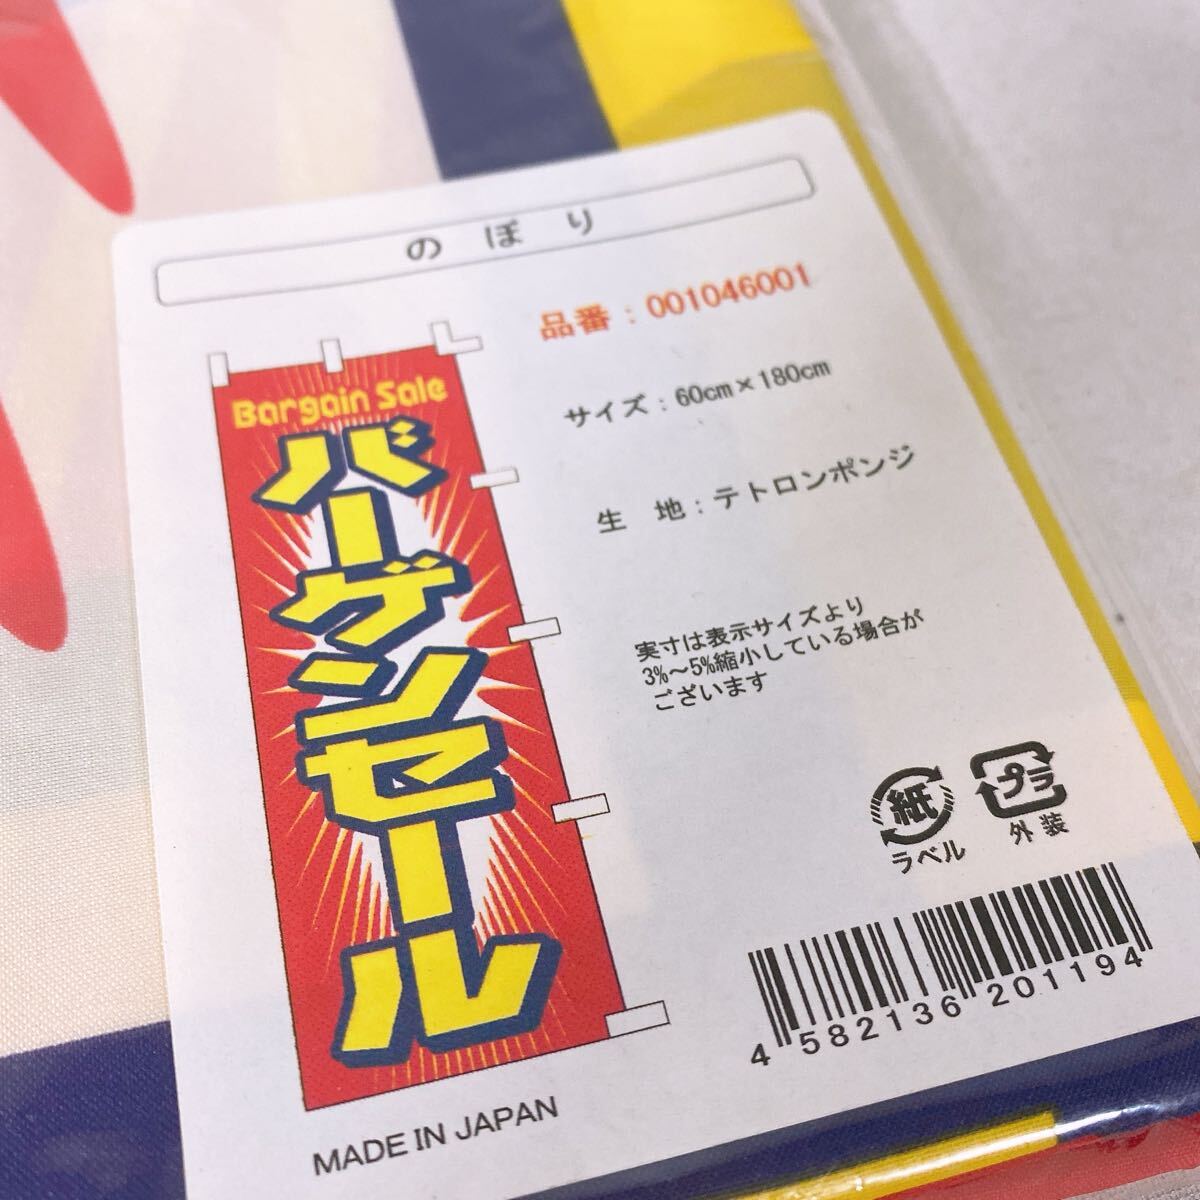 のぼり
品番：001046001
サイズ：60cm×180cm
生　地：テトロンポンジ
実寸は表示サイズより
3%～5%縮小している場合が
ございます
Bargain Sale
バーゲンセール
紙
ラベル
プラ
外装
4582136201194
MADE IN JAPAN